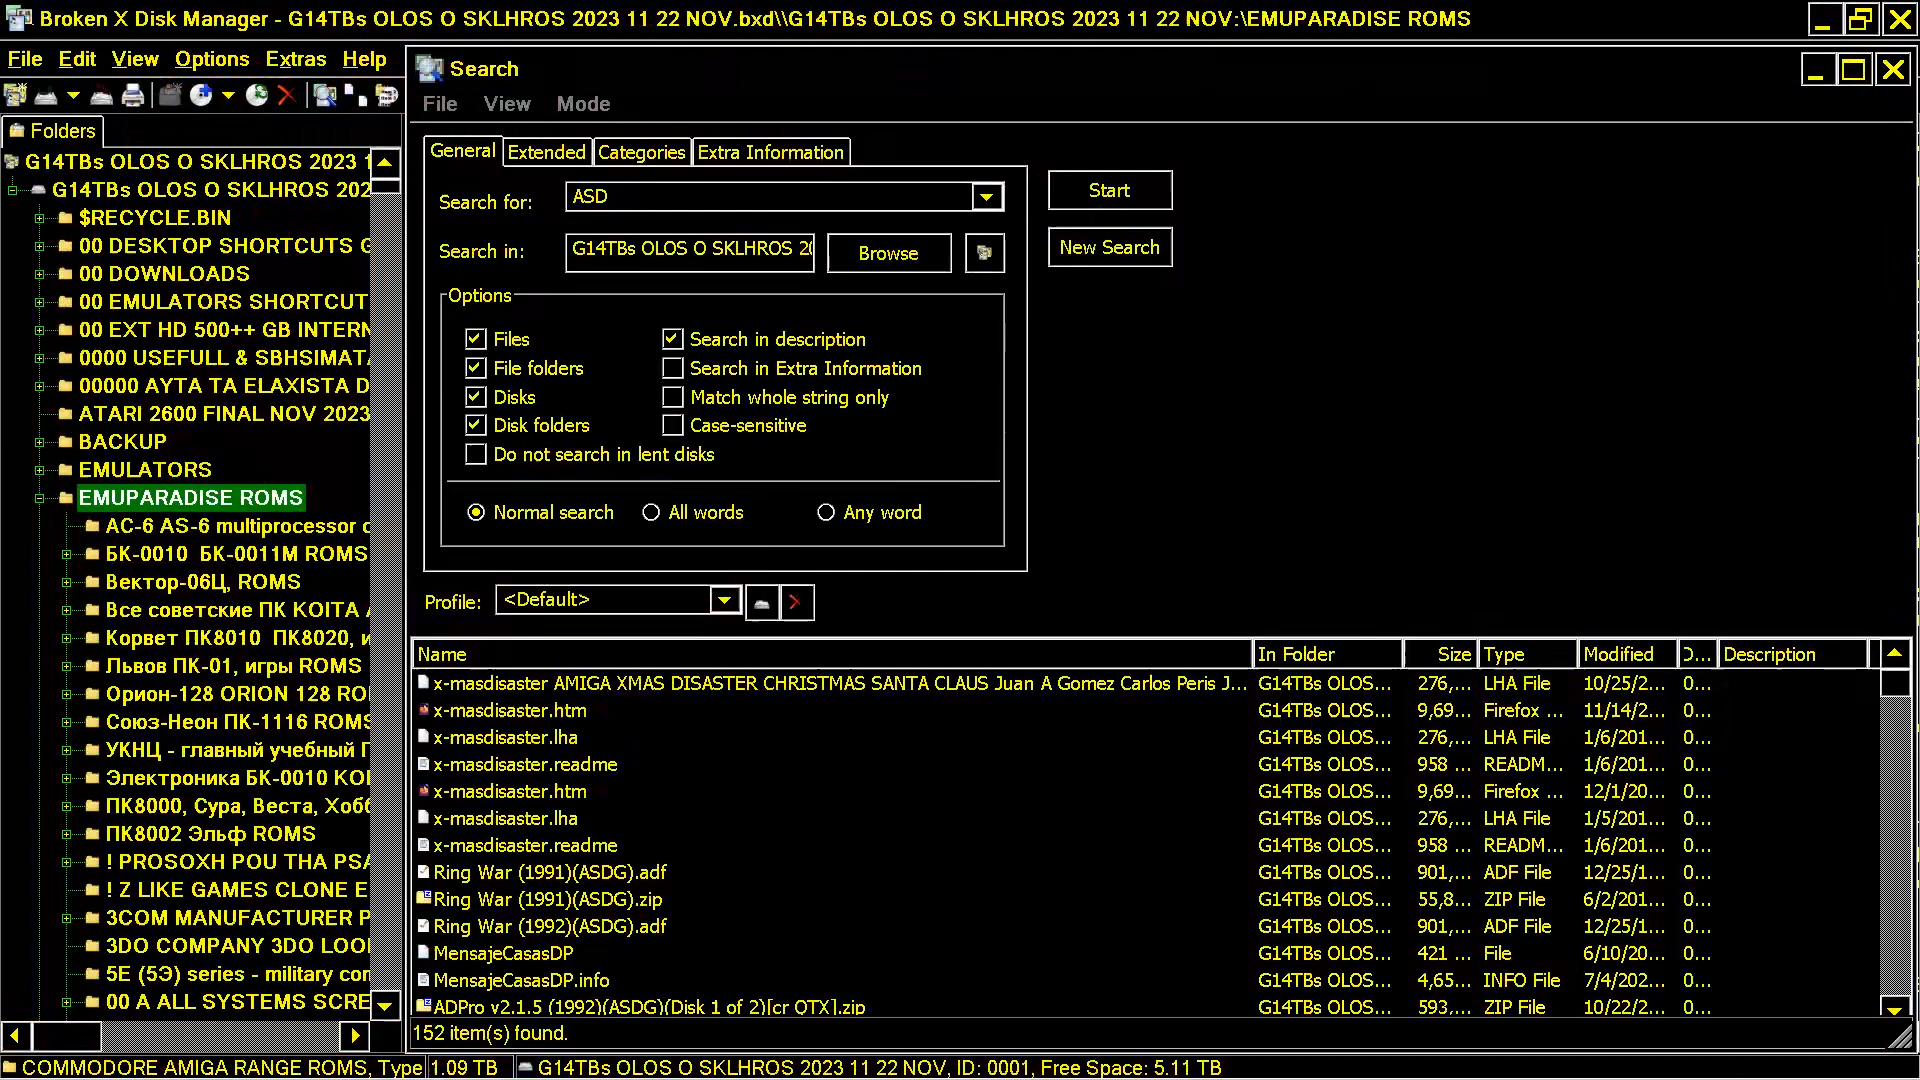 Broken X Disk Manager - G14TBs OLOS O SKLHROS 2023 11 22 NOV.bxd\\G14TBs OLOS O SKLHROS 2023 11 22 NOV:\EMUPARADISE ROMS
File Edit View Options Extras Help
Folders
G14TBs OLOS O SKLHROS 2023 1
G14TBs OLOS O SKLHROS 202
$RECYCLE.BIN
00 DESKTOP SHORTCUTS G
00 DOWNLOADS
00 EMULATORS SHORTCUT
00 EXT HD 500++ GB INTERN
0000 USEFULL & SBHSIMATA
00000 AYTA TA ELAXISTA D
ATARI 2600 FINAL NOV 2023
BACKUP
EMULATORS
EMUPARADISE ROMS
AC-6 AS-6 multiprocessor c
БК-0010 БК-0011М ROMS
Вектор-06Ц, ROMS
Все советские ПК KOITA A
Корвет ПК8010 ПК8020, и
Львов ПК-01, игры ROMS
Орион-128 ORION 128 RO
Союз-Неон ПК-1116 ROMS
УКНЦ - главный учебный П
Электроника БК-0010 KOI
ПК8000, Сура, Веста, Хобб
ПК8002 Эльф ROMS
! PROSOXH POU THA PSA
! Z LIKE GAMES CLONE E
3COM MANUFACTURER P
3DO COMPANY 3DO LOO
5E (5Э) series - military con
00 A ALL SYSTEMS SCRE
Search
File View Mode
General Extended Categories Extra Information
Search for: ASD
Start
Search in: G14TBs OLOS O SKLHROS 20 Browse
New Search
Options
Files
Search in description
File folders
Search in Extra Information
Disks
Match whole string only
Disk folders
Case-sensitive
Do not search in lent disks
Normal search All words Any word
Profile: <Default>
Name In Folder Size Type Modified D... Description
x-masdisaster AMIGA XMAS DISASTER CHRISTMAS SANTA CLAUS Juan A Gomez Carlos Peris J... G14TBs OLOS... 276,... LHA File 10/25/2... 0...
x-masdisaster.htm G14TBs OLOS... 9,69... Firefox ... 11/14/2... 0...
x-masdisaster.lha G14TBs OLOS... 276,... LHA File 1/6/201... 0...
x-masdisaster.readme G14TBs OLOS... 958 ... READM... 1/6/201... 0...
x-masdisaster.htm G14TBs OLOS... 9,69... Firefox ... 12/1/20... 0...
x-masdisaster.lha G14TBs OLOS... 276,... LHA File 1/5/201... 0...
x-masdisaster.readme G14TBs OLOS... 958 ... READM... 1/6/201... 0...
Ring War (1991)(ASDG).adf G14TBs OLOS... 901,... ADF File 12/25/1... 0...
Ring War (1991)(ASDG).zip G14TBs OLOS... 55,8... ZIP File 6/2/201... 0...
Ring War (1992)(ASDG).adf G14TBs OLOS... 901,... ADF File 12/25/1... 0...
MensajeCasasDP G14TBs OLOS... 421 ... File 6/10/20... 0...
MensajeCasasDP.info G14TBs OLOS... 4,65... INFO File 7/4/202... 0...
ADPro v2.1.5 (1992)(ASDG)(Disk 1 of 2)[cr QTX].zip G14TBs OLOS... 593,... ZIP File 10/22/2... 0...
152 item(s) found.
COMMODORE AMIGA RANGE ROMS, Type 1.09 TB G14TBs OLOS O SKLHROS 2023 11 22 NOV, ID: 0001, Free Space: 5.11 TB